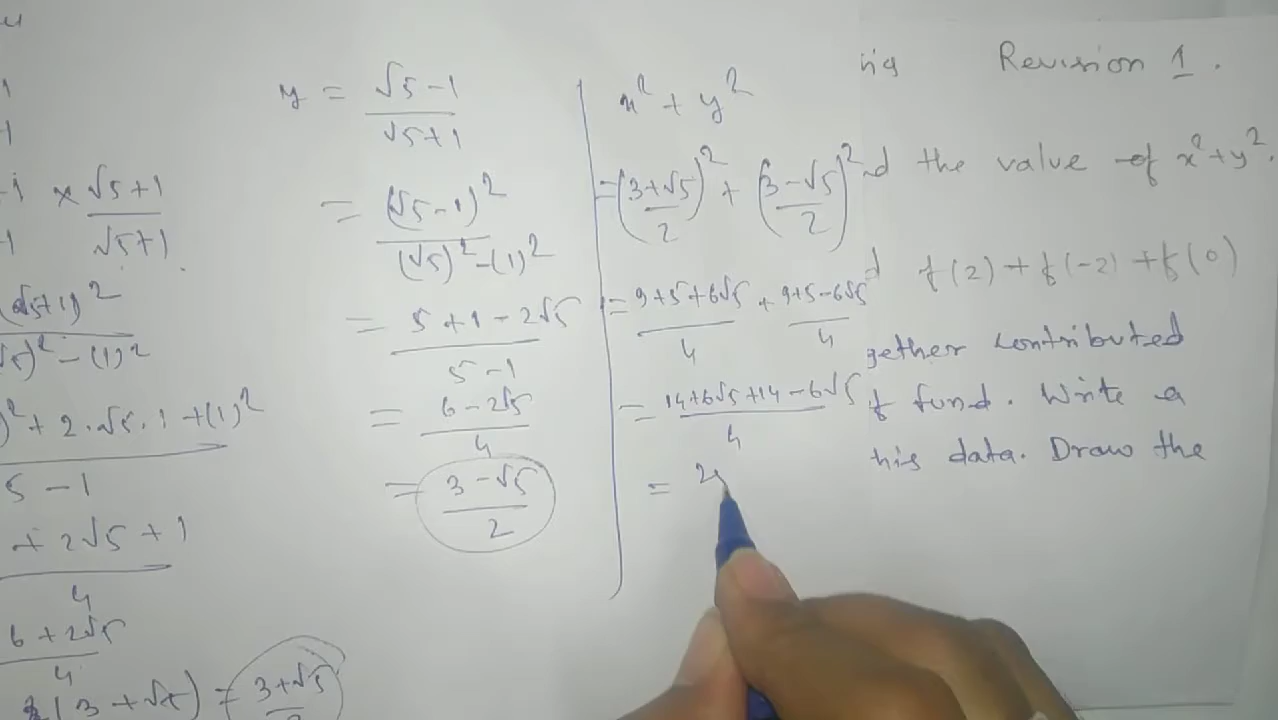 Revision 1.
d the value of x²+y².
d f(2)+f(-2)+f(0)
gether contributed
f fund. Write a
his data. Draw the
× √5+1
√5+1
(√5+1)²
√5)² - (1)²
)² + 2.√5.1 + (1)²
5 - 1
+ 2√5 + 1
4
6 + 2√5
4
(3 + √5) = 3+√5
y = √5-1
√5+1
= (√5-1)²
(√5)² - (1)²
= 5+1-2√5
5-1
= 6-2√5
4
= 3-√5
2
x² + y²
= (3+√5)² + (3-√5)²
2 2
= 9+5+6√5 + 9+5-6√5
4 4
= 14+6√5+14-6√5
4
= 2